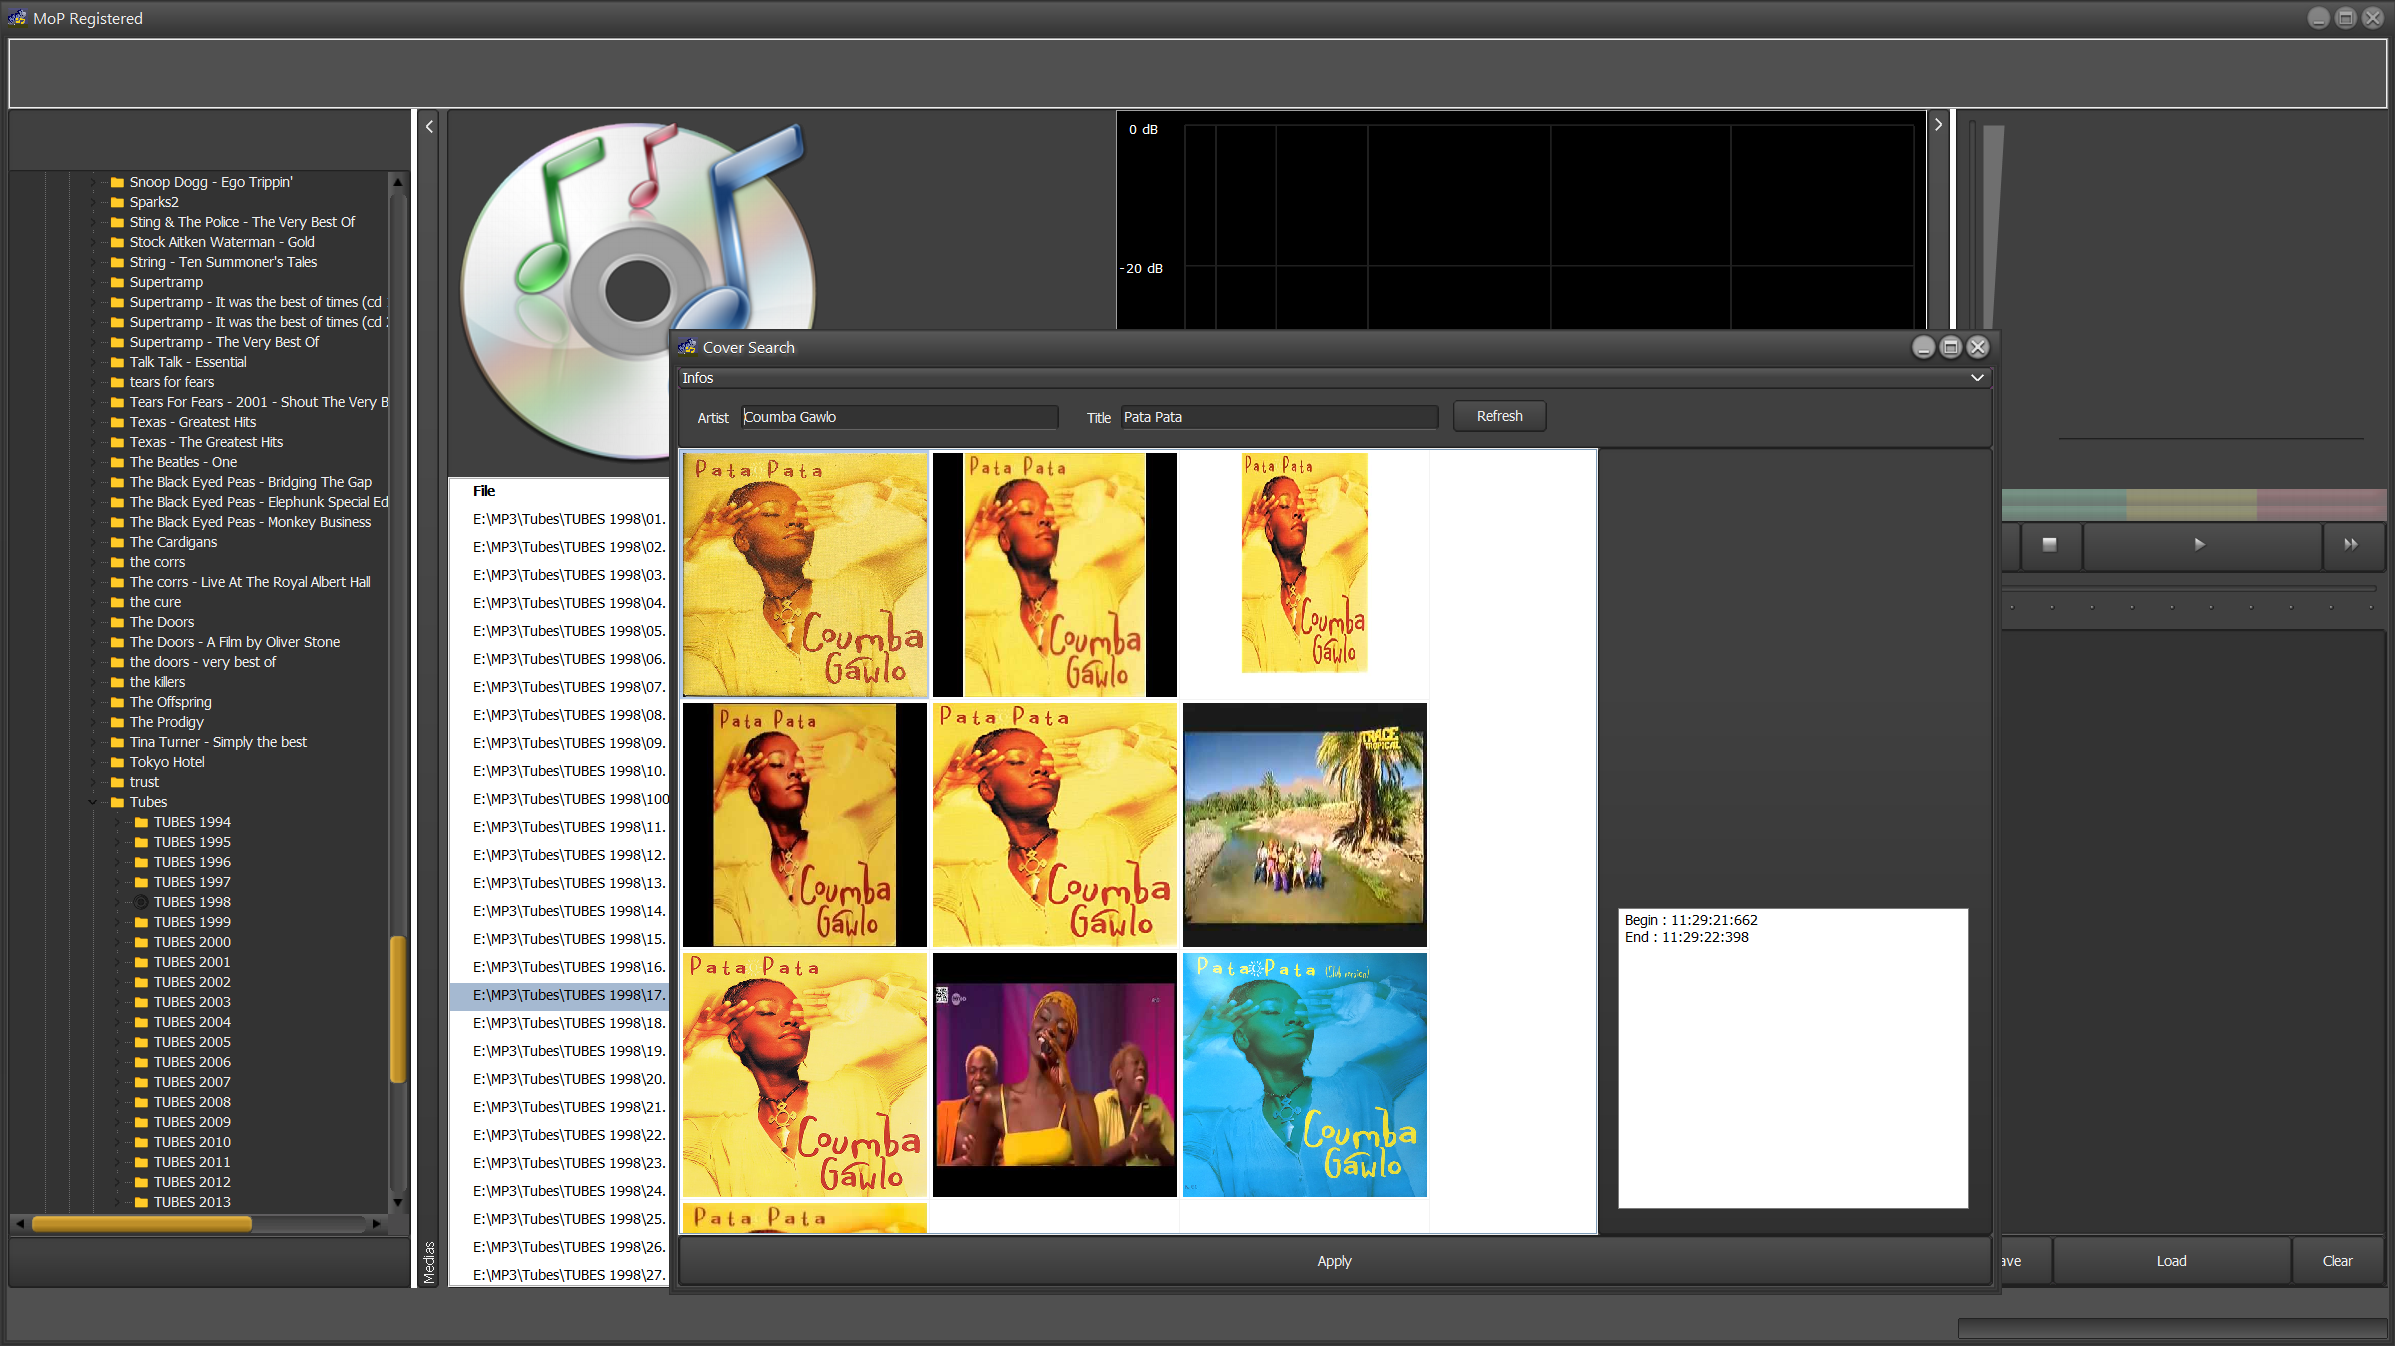 MoP Registered
Snoop Dogg - Ego Trippin'
Sparks2
Sting & The Police - The Very Best Of
Stock Aitken Waterman - Gold
String - Ten Summoner's Tales
Supertramp
Supertramp - It was the best of times (cd
Supertramp - It was the best of times (cd
Supertramp - The Very Best Of
Talk Talk - Essential
tears for fears
Tears For Fears - 2001 - Shout The Very B
Texas - Greatest Hits
Texas - The Greatest Hits
The Beatles - One
The Black Eyed Peas - Bridging The Gap
The Black Eyed Peas - Elephunk Special Ed
The Black Eyed Peas - Monkey Business
The Cardigans
the corrs
The corrs - Live At The Royal Albert Hall
the cure
The Doors
The Doors - A Film by Oliver Stone
the doors - very best of
the killers
The Offspring
The Prodigy
Tina Turner - Simply the best
Tokyo Hotel
trust
Tubes
TUBES 1994
TUBES 1995
TUBES 1996
TUBES 1997
TUBES 1998
TUBES 1999
TUBES 2000
TUBES 2001
TUBES 2002
TUBES 2003
TUBES 2004
TUBES 2005
TUBES 2006
TUBES 2007
TUBES 2008
TUBES 2009
TUBES 2010
TUBES 2011
TUBES 2012
TUBES 2013
Medias
File
E:\MP3\Tubes\TUBES 1998\01.
E:\MP3\Tubes\TUBES 1998\02.
E:\MP3\Tubes\TUBES 1998\03.
E:\MP3\Tubes\TUBES 1998\04.
E:\MP3\Tubes\TUBES 1998\05.
E:\MP3\Tubes\TUBES 1998\06.
E:\MP3\Tubes\TUBES 1998\07.
E:\MP3\Tubes\TUBES 1998\08.
E:\MP3\Tubes\TUBES 1998\09.
E:\MP3\Tubes\TUBES 1998\10.
E:\MP3\Tubes\TUBES 1998\100
E:\MP3\Tubes\TUBES 1998\11.
E:\MP3\Tubes\TUBES 1998\12.
E:\MP3\Tubes\TUBES 1998\13.
E:\MP3\Tubes\TUBES 1998\14.
E:\MP3\Tubes\TUBES 1998\15.
E:\MP3\Tubes\TUBES 1998\16.
E:\MP3\Tubes\TUBES 1998\17.
E:\MP3\Tubes\TUBES 1998\18.
E:\MP3\Tubes\TUBES 1998\19.
E:\MP3\Tubes\TUBES 1998\20.
E:\MP3\Tubes\TUBES 1998\21.
E:\MP3\Tubes\TUBES 1998\22.
E:\MP3\Tubes\TUBES 1998\23.
E:\MP3\Tubes\TUBES 1998\24.
E:\MP3\Tubes\TUBES 1998\25.
E:\MP3\Tubes\TUBES 1998\26.
E:\MP3\Tubes\TUBES 1998\27.
0 dB
-20 dB
Cover Search
Infos
Artist Coumba Gawlo Title Pata Pata Refresh
Pata Pata
Coumba
Gawlo
Pata Pata
Coumba
Gawlo
Pata Pata
Coumba
Gawlo
Pata Pata
Coumba
Gawlo
Pata Pata
Coumba
Gawlo
TRACE
TROPICAL
Pata Pata
Coumba
Gawlo
Pata Pata (Club version)
Coumba
Gawlo
Pata Pata
Begin : 11:29:21:662
End : 11:29:22:398
Apply
ave Load Clear